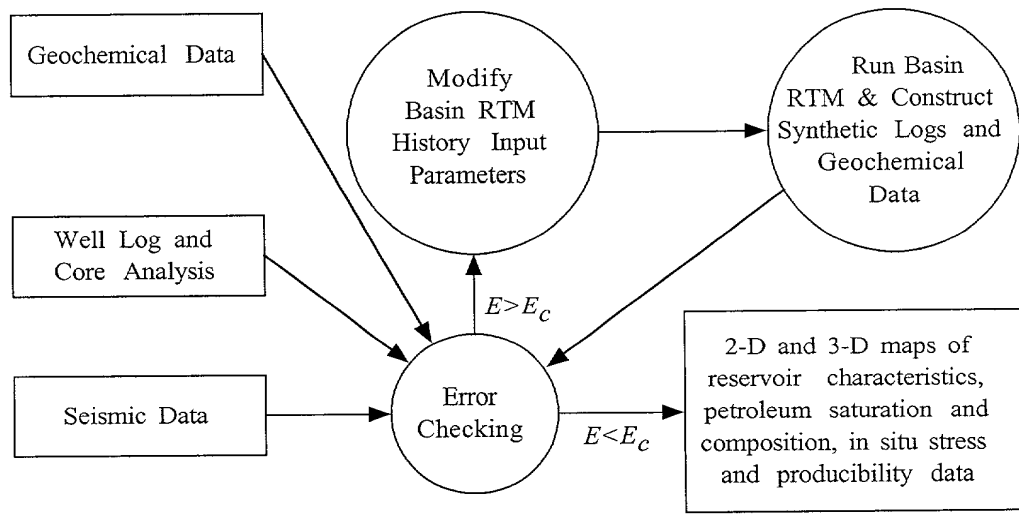 Geochemical Data
Modify
Basin RTM
History Input
Parameters
Run Basin
RTM & Construct
Synthetic Logs and
Geochemical
Data
Well Log and
Core Analysis
E>E_c
Seismic Data
Error
Checking
E<E_c
2-D and 3-D maps of
reservoir characteristics,
petroleum saturation and
composition, in situ stress
and producibility data